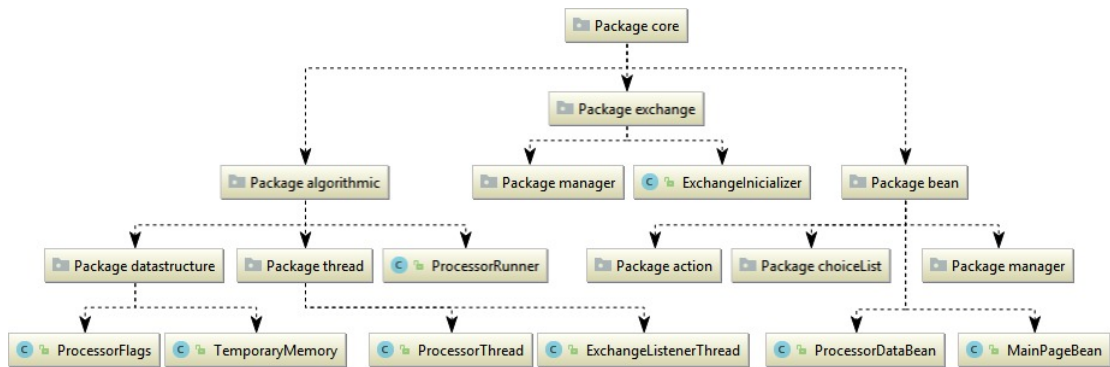 Package core
Package exchange
Package algorithmic
Package manager
C ExchangeInicializer
Package bean
Package datastructure
Package thread
C ProcessorRunner
Package action
Package choiceList
Package manager
C ProcessorFlags
C TemporaryMemory
C ProcessorThread
C ExchangeListenerThread
C ProcessorDataBean
C MainPageBean